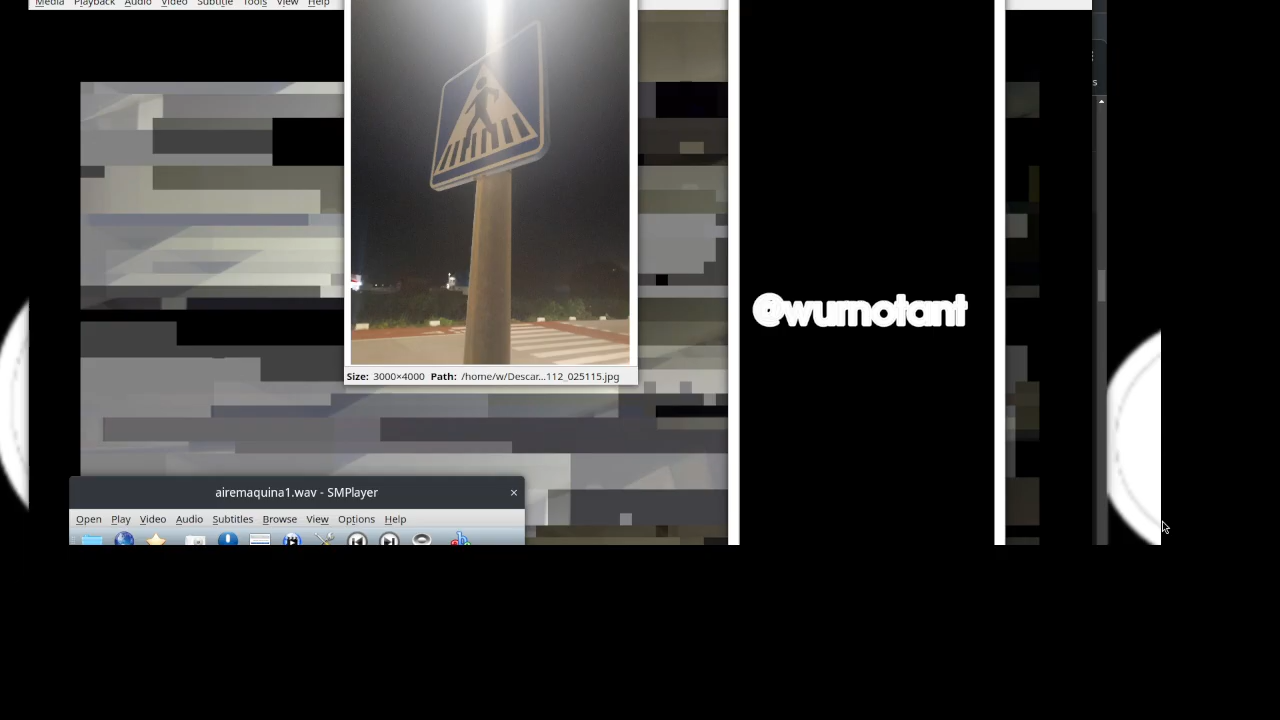 Media Playback Audio Video Subtitle Tools View Help
s
@wurnotant
Size: 3000×4000 Path: /home/w/Descar...112_025115.jpg
airemaquina1.wav - SMPlayer ×
Open Play Video Audio Subtitles Browse View Options Help